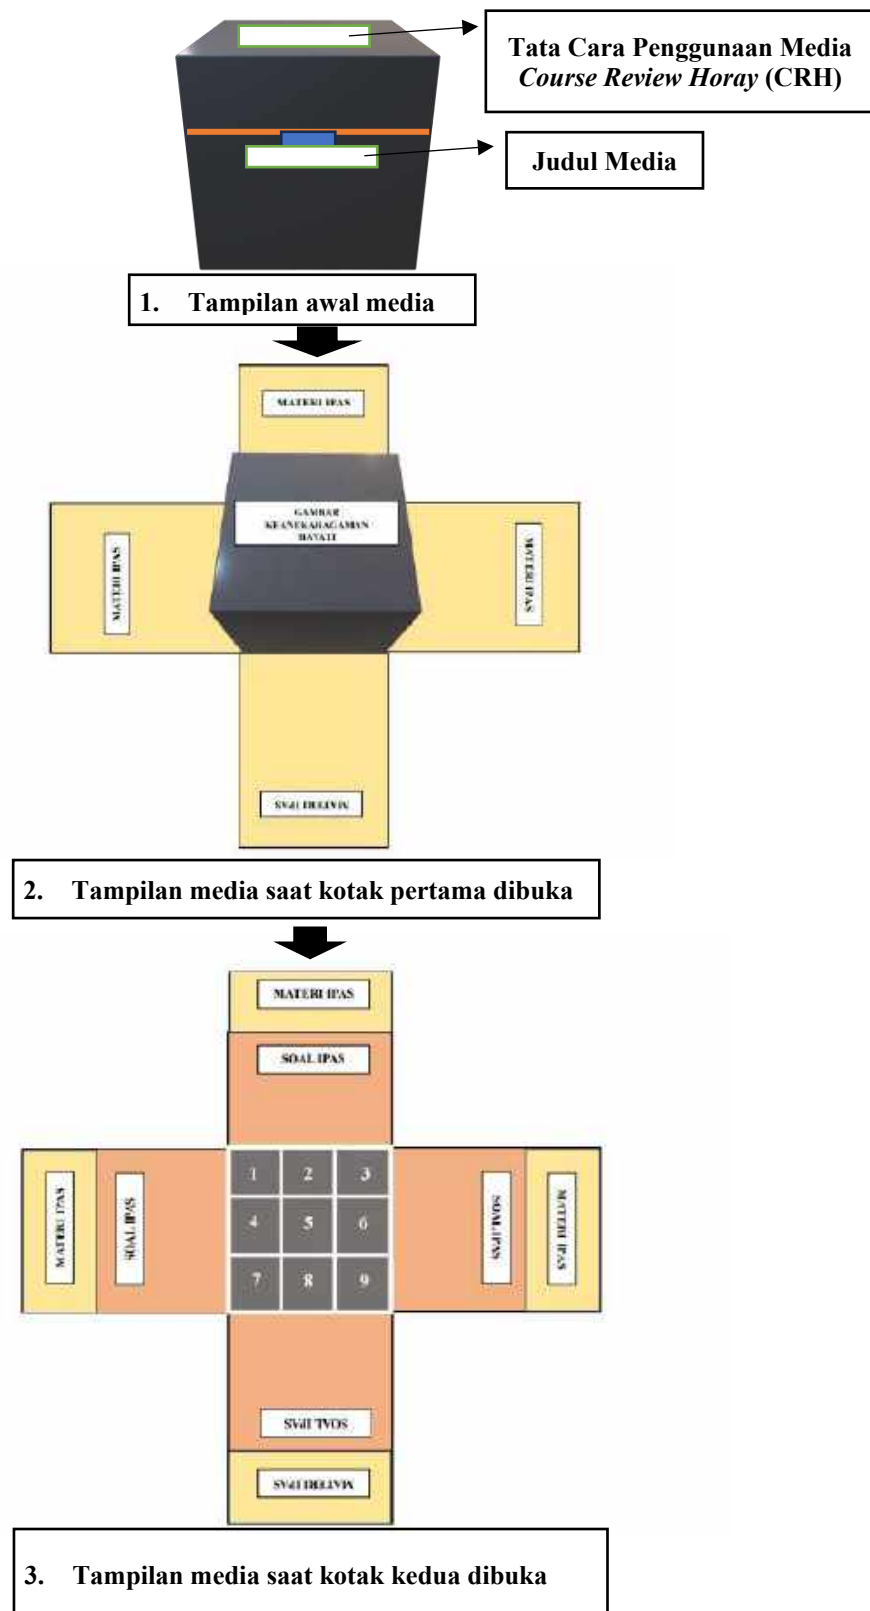 Tata Cara Penggunaan Media
Course Review Horay (CRH)
Judul Media
1. Tampilan awal media
MATERI IPAS
GAMBAR
KEANEKARAGAMAN
HAYATI
MATERI IPAS
MATERI IPAS
MATERI IPAS
2. Tampilan media saat kotak pertama dibuka
MATERI IPAS
SOAL IPAS
MATERI IPAS
SOAL IPAS
1 2 3
4 5 6
7 8 9
SOAL IPAS
MATERI IPAS
SOAL IPAS
MATERI IPAS
3. Tampilan media saat kotak kedua dibuka